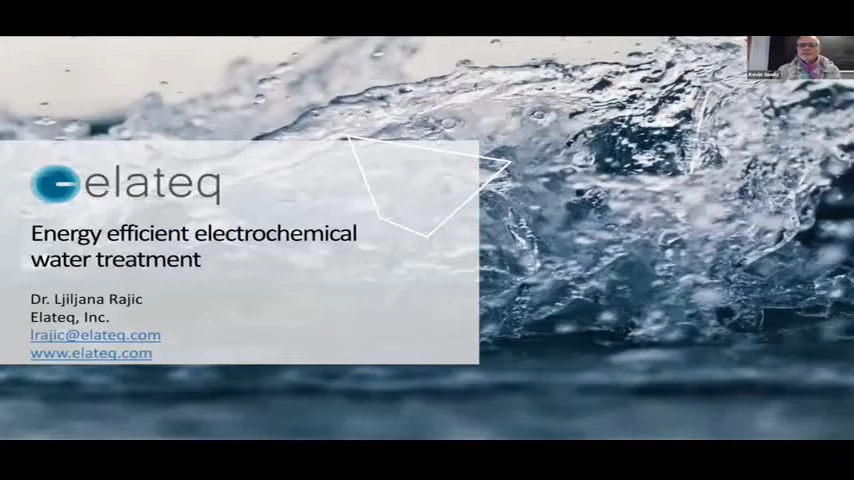 elateq
Energy efficient electrochemical
water treatment
Dr. Ljiljana Rajic
Elateq, Inc.
lrajic@elateq.com
www.elateq.com